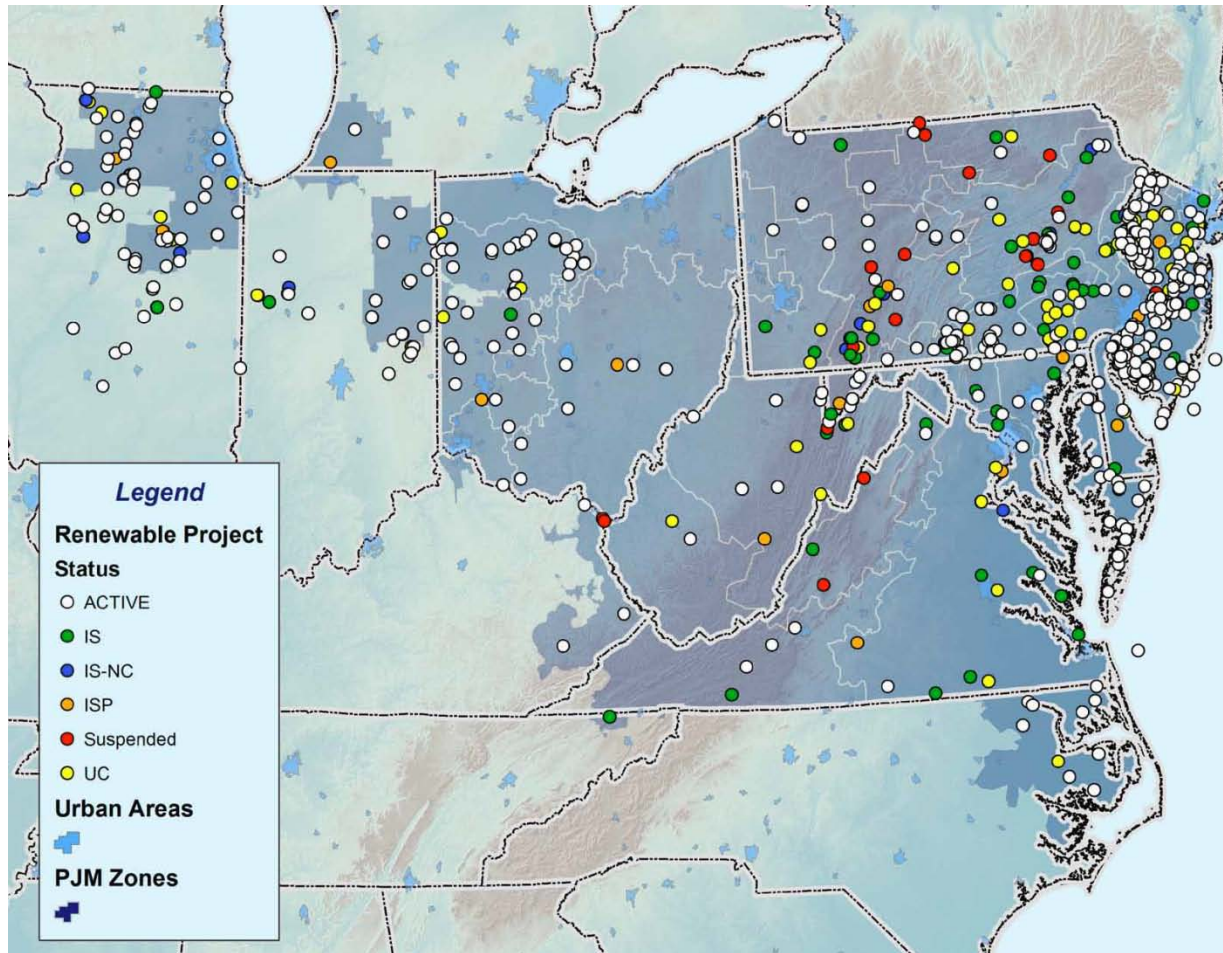 Legend
Renewable Project
Status
ACTIVE
IS
IS-NC
ISP
Suspended
UC
Urban Areas
PJM Zones